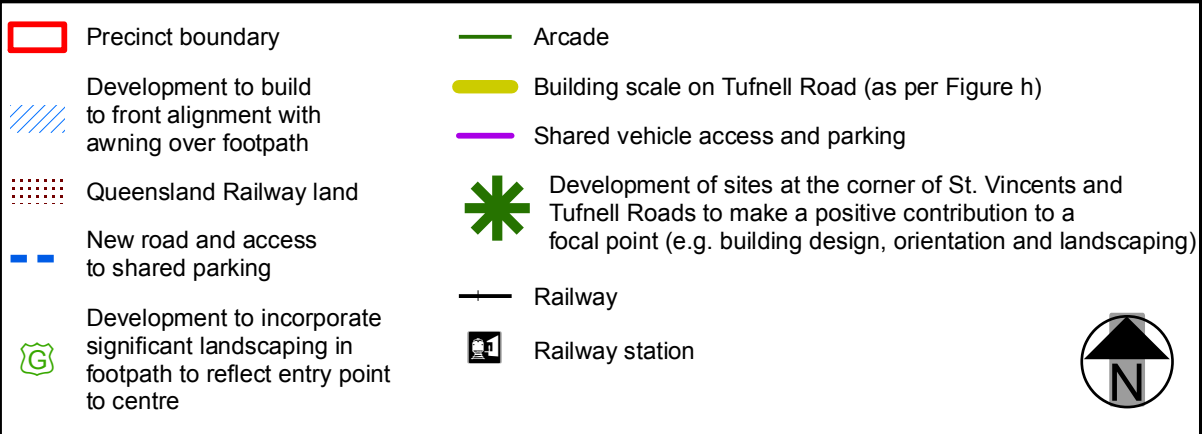 Precinct boundary
Development to build
to front alignment with
awning over footpath
Queensland Railway land
New road and access
to shared parking
G
Development to incorporate
significant landscaping in
footpath to reflect entry point
to centre
Arcade
Building scale on Tufnell Road (as per Figure h)
Shared vehicle access and parking
Development of sites at the corner of St. Vincents and
Tufnell Roads to make a positive contribution to a
focal point (e.g. building design, orientation and landscaping)
Railway
Railway station
N